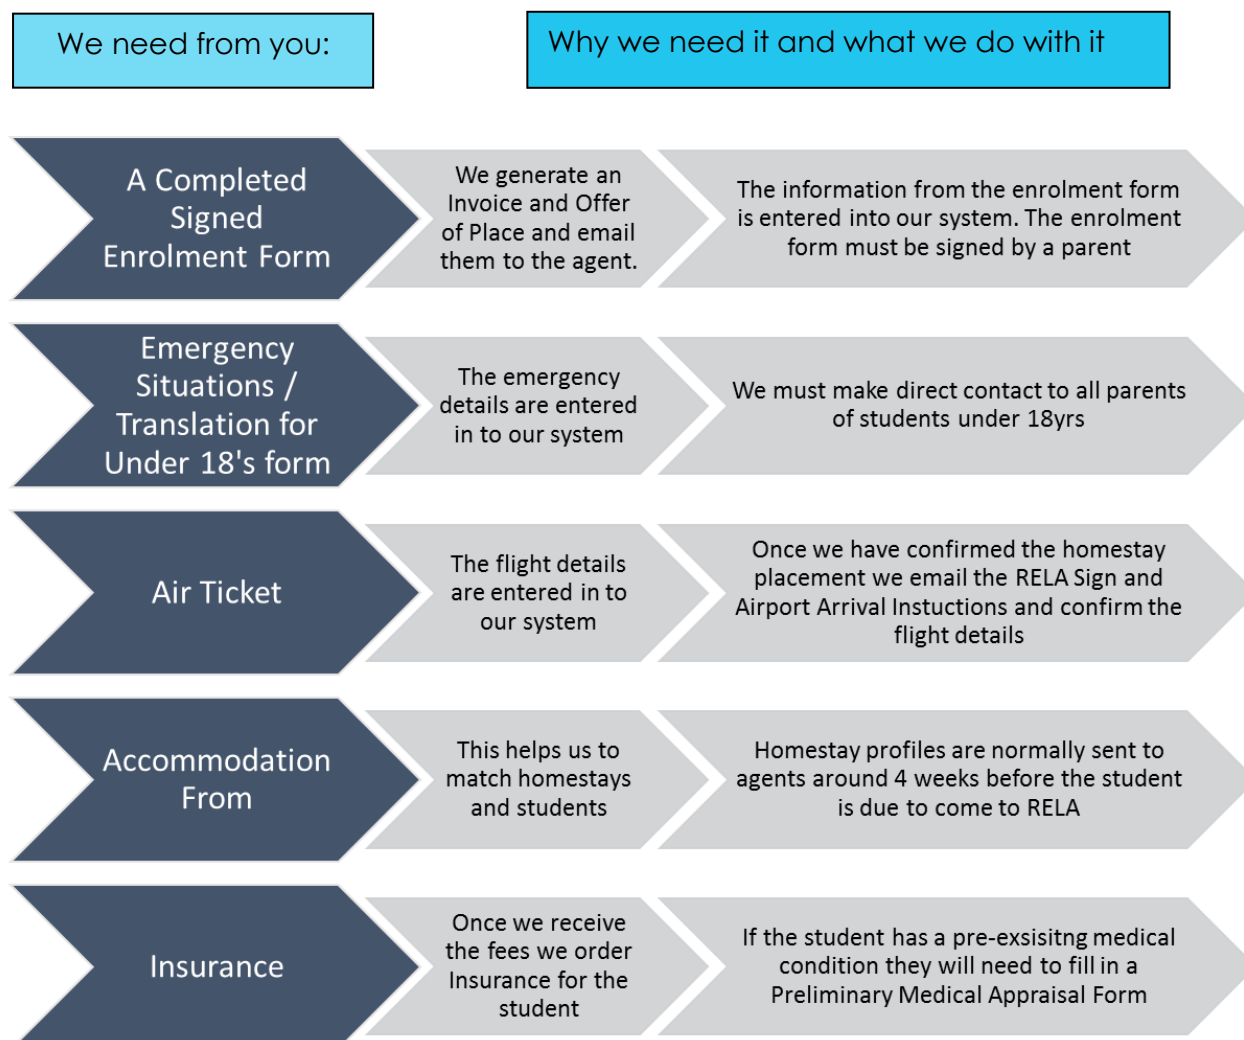 We need from you:
Why we need it and what we do with it
A Completed
Signed
Enrolment Form
We generate an
Invoice and Offer
of Place and email
them to the agent.
The information from the enrolment form
is entered into our system. The enrolment
form must be signed by a parent
Emergency
Situations /
Translation for
Under 18's form
The emergency
details are entered
in to our system
We must make direct contact to all parents
of students under 18yrs
Air Ticket
The flight details
are entered in to
our system
Once we have confirmed the homestay
placement we email the RELA Sign and
Airport Arrival Instuctions and confirm the
flight details
Accommodation
From
This helps us to
match homestays
and students
Homestay profiles are normally sent to
agents around 4 weeks before the student
is due to come to RELA
Insurance
Once we receive
the fees we order
Insurance for the
student
If the student has a pre-exsisitng medical
condition they will need to fill in a
Preliminary Medical Appraisal Form